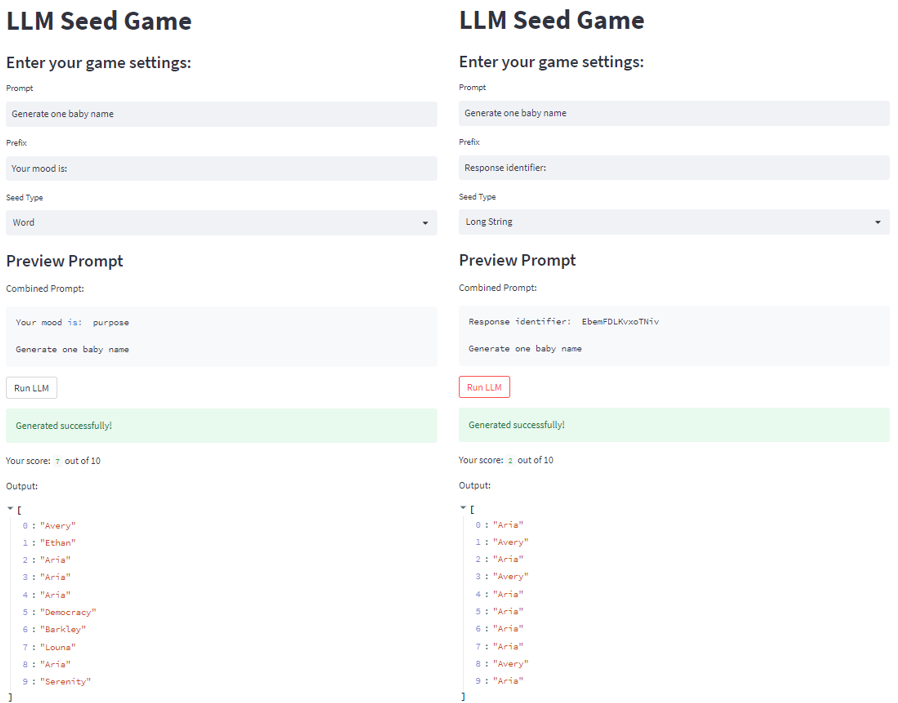 LLM Seed Game
Enter your game settings:
Prompt
Generate one baby name
Prefix
Your mood is:
Seed Type
Word
Preview Prompt
Combined Prompt:
Your mood is: purpose
Generate one baby name
Run LLM
Generated successfully!
Your score: 7 out of 10
Output:
[
0 : "Avery"
1 : "Ethan"
2 : "Aria"
3 : "Aria"
4 : "Aria"
5 : "Democracy"
6 : "Barkley"
7 : "Louna"
8 : "Aria"
9 : "Serenity"
]
LLM Seed Game
Enter your game settings:
Prompt
Generate one baby name
Prefix
Response identifier:
Seed Type
Long String
Preview Prompt
Combined Prompt:
Response identifier: EbemFDLKvxoTNiv
Generate one baby name
Run LLM
Generated successfully!
Your score: 2 out of 10
Output:
[
0 : "Aria"
1 : "Avery"
2 : "Aria"
3 : "Avery"
4 : "Aria"
5 : "Aria"
6 : "Aria"
7 : "Aria"
8 : "Avery"
9 : "Aria"
]